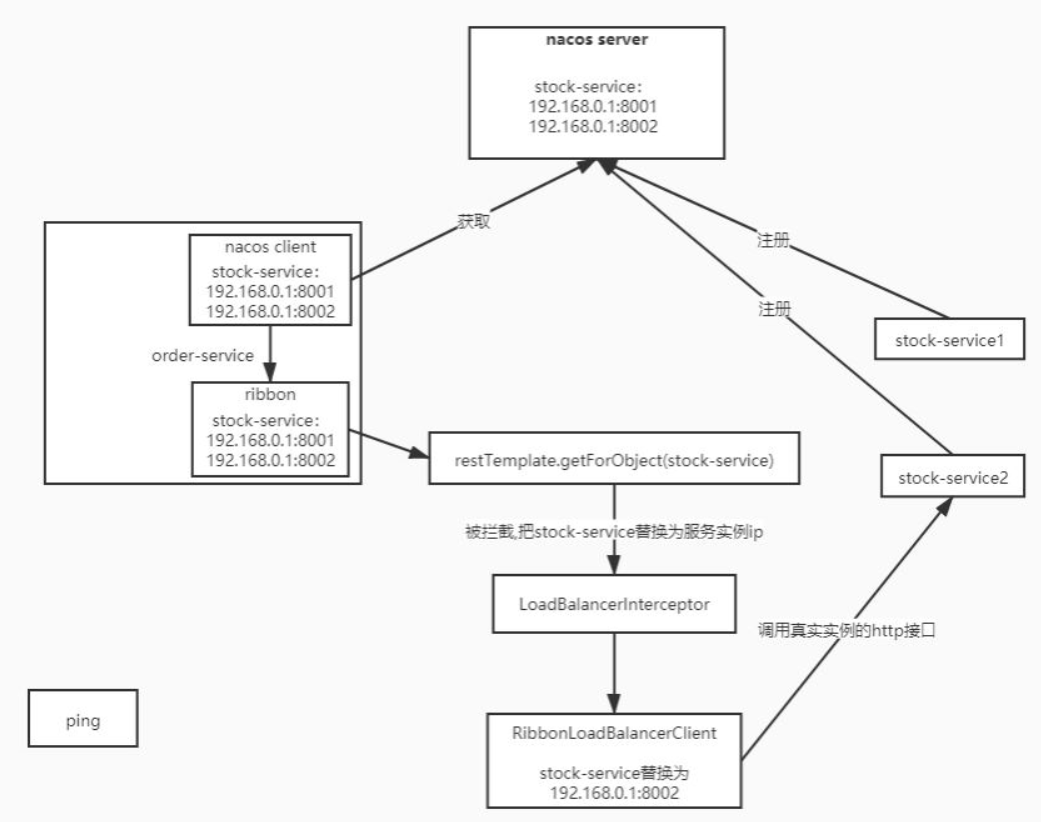 nacos server
stock-service：
192.168.0.1:8001
192.168.0.1:8002
获取
注册
注册
nacos client
stock-service：
192.168.0.1:8001
192.168.0.1:8002
order-service
ribbon
stock-service：
192.168.0.1:8001
192.168.0.1:8002
stock-service1
restTemplate.getForObject(stock-service)
stock-service2
被拦截,把stock-service替换为服务实例ip
LoadBalancerInterceptor
调用真实实例的http接口
ping
RibbonLoadBalancerClient
stock-service替换为
192.168.0.1:8002